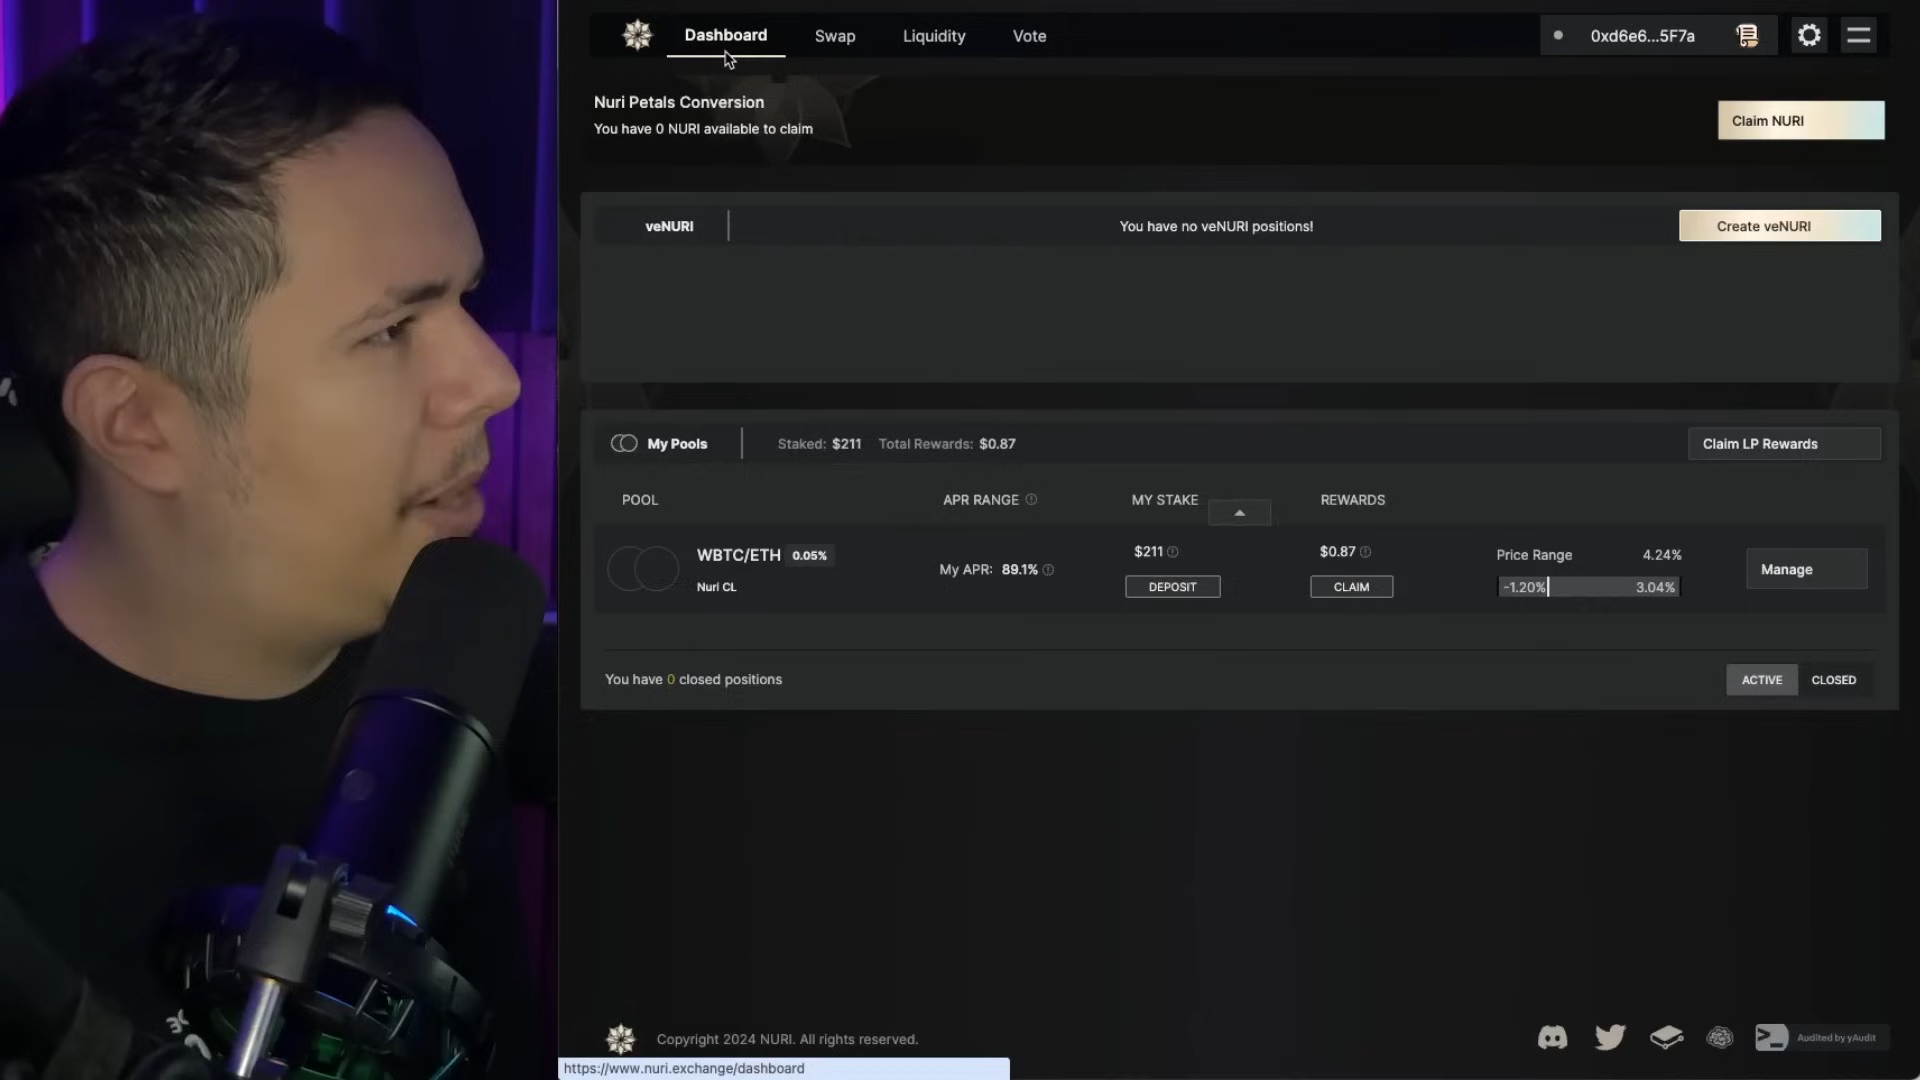 Dashboard
Swap
Liquidity
Vote
0xd6e6...5F7a
Nuri Petals Conversion
You have 0 NURI available to claim
Claim NURI
veNURI
You have no veNURI positions!
Create veNURI
My Pools
Staked: $211
Total Rewards: $0.87
Claim LP Rewards
POOL
APR RANGE
MY STAKE
REWARDS
WBTC/ETH 0.05%
Nuri CL
My APR: 89.1%
$211
DEPOSIT
$0.87
CLAIM
Price Range 4.24%
-1.20% 3.04%
Manage
You have 0 closed positions
ACTIVE
CLOSED
Copyright 2024 NURI. All rights reserved.
Audited by yAudit
https://www.nuri.exchange/dashboard